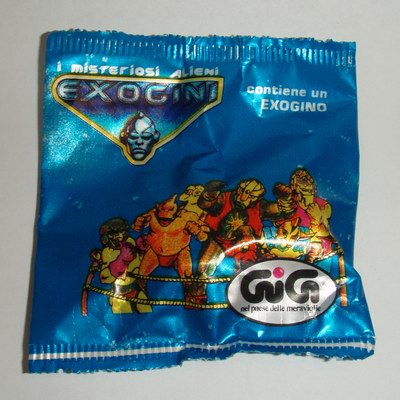 i misteriosi alieni
EXOGINI
contiene un
EXOGINO
GiG
nel paese delle meraviglie